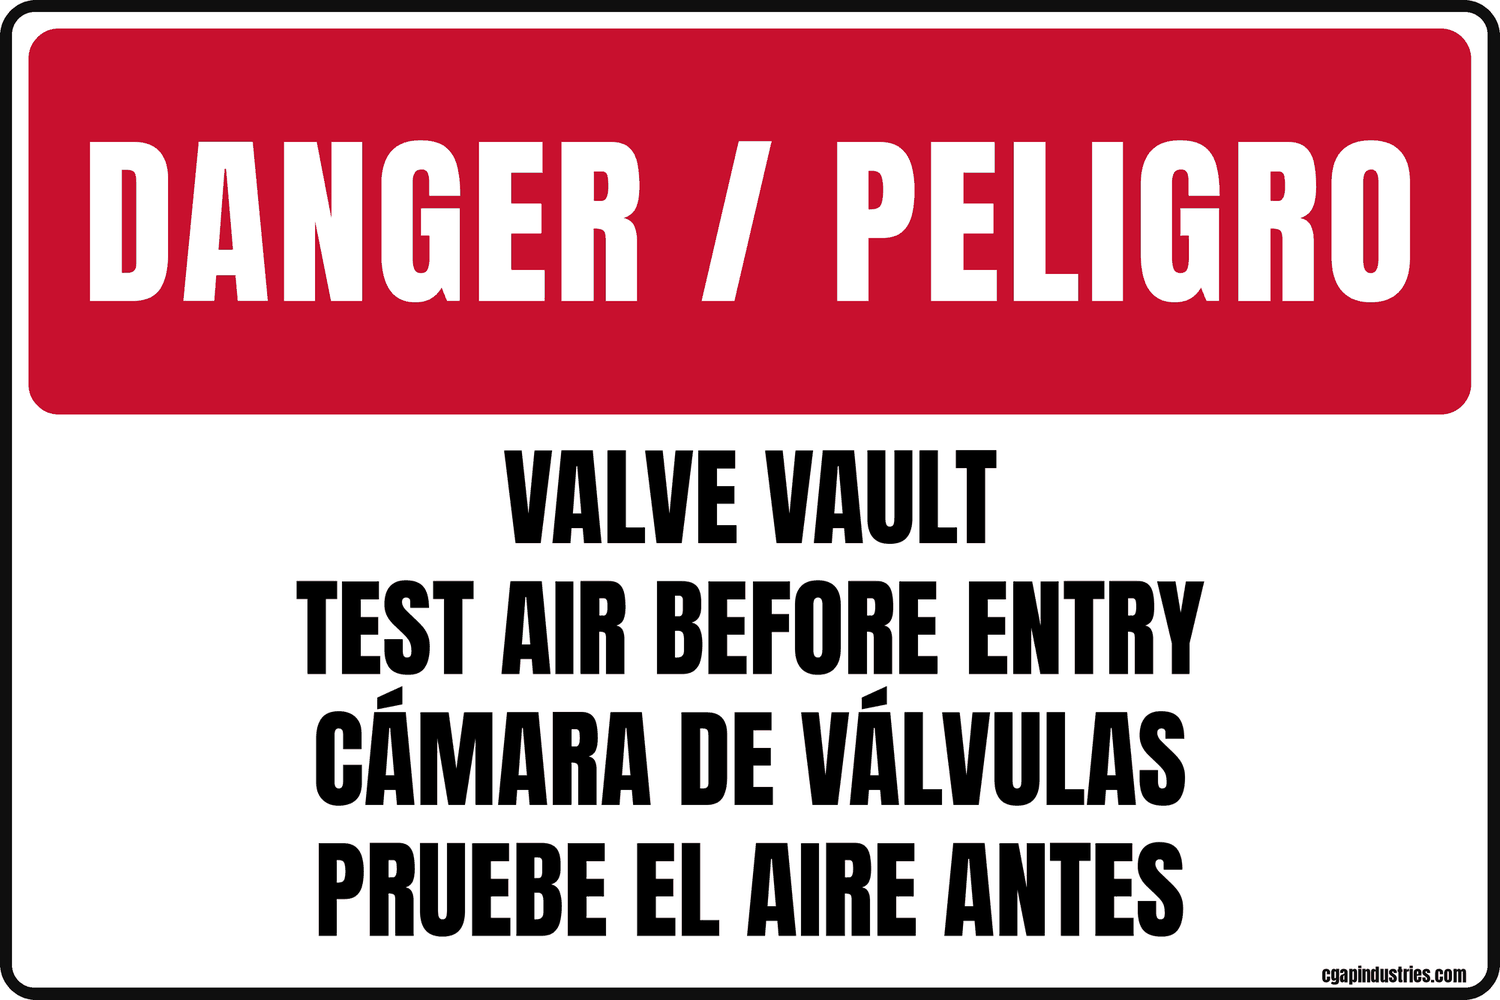 DANGER / PELIGRO
VALVE VAULT
TEST AIR BEFORE ENTRY
CÁMARA DE VÁLVULAS
PRUEBE EL AIRE ANTES
cgapindustries.com